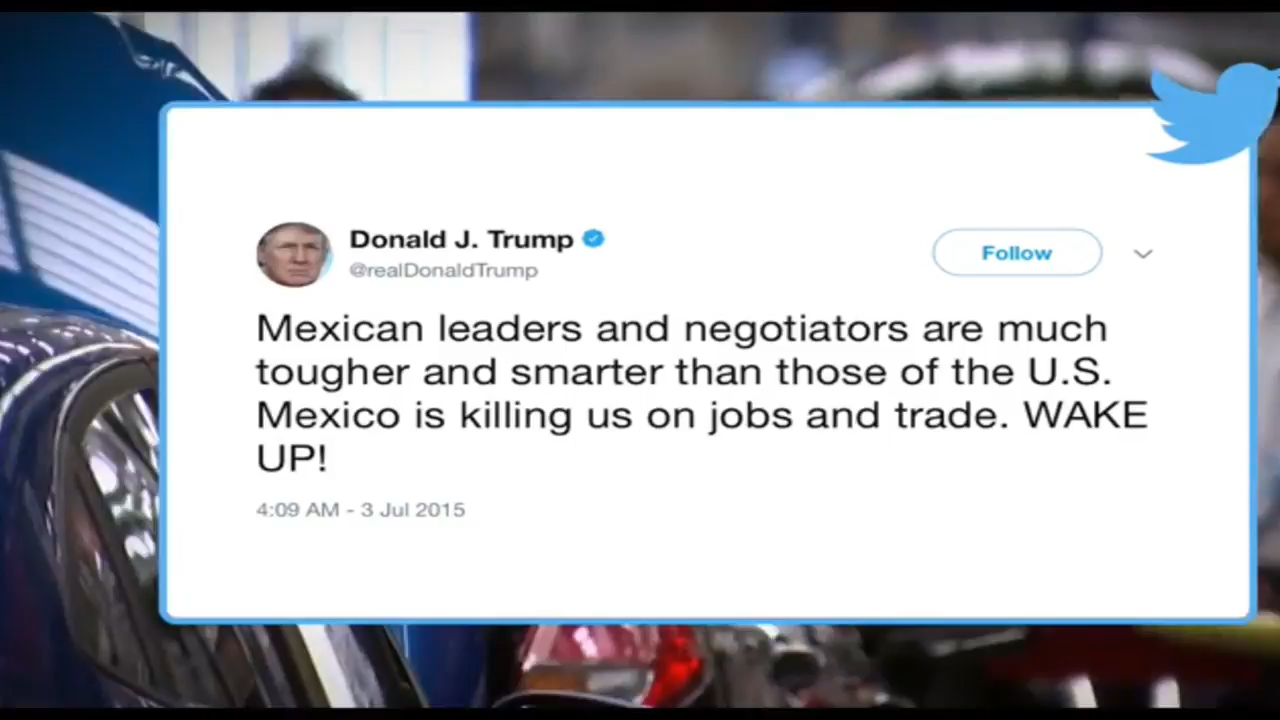 Donald J. Trump
@realDonaldTrump
Follow
Mexican leaders and negotiators are much
tougher and smarter than those of the U.S.
Mexico is killing us on jobs and trade. WAKE
UP!
4:09 AM - 3 Jul 2015